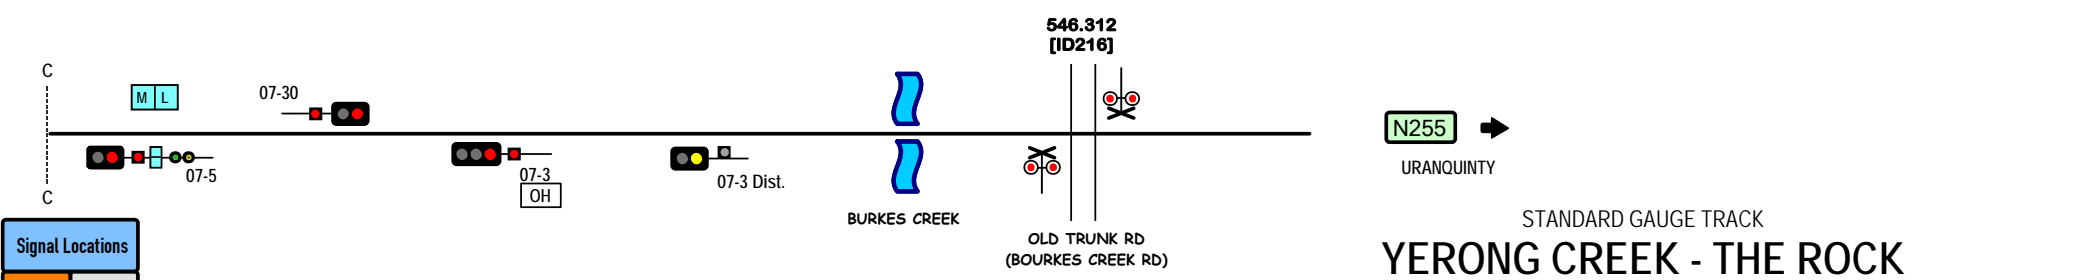 546.312
[ID216]
C
M L
07-30
07-5
07-3
OH
07-3 Dist.
C
BURKES CREEK
OLD TRUNK RD
(BOURKES CREEK RD)
N255
URANQUINTY
Signal Locations
STANDARD GAUGE TRACK
YERONG CREEK - THE ROCK